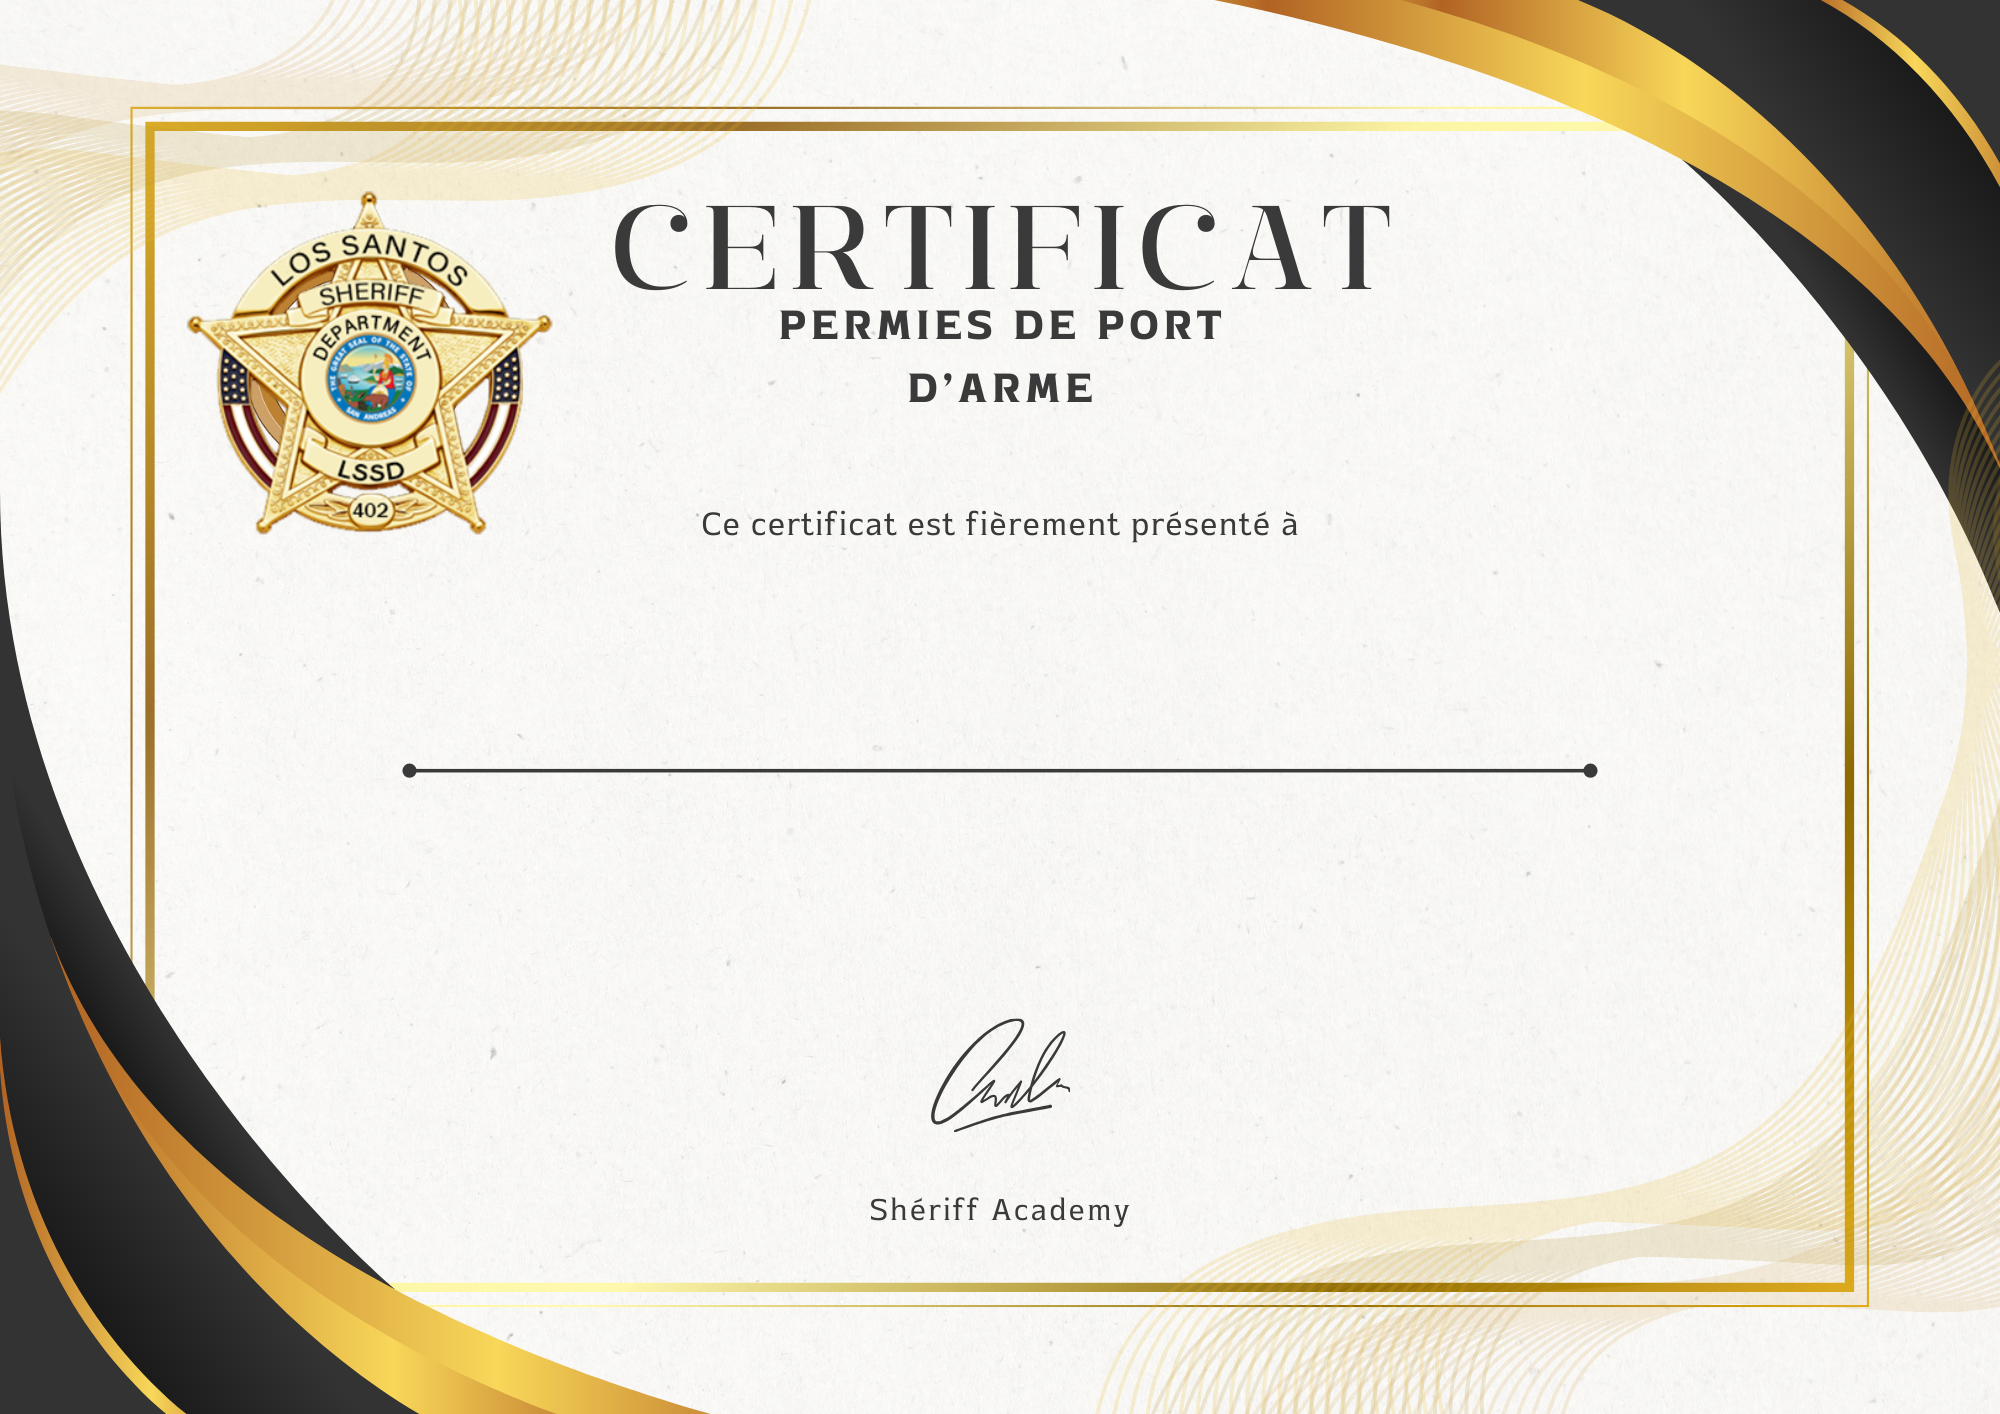 CERTIFICAT
PERMIES DE PORT
D’ARME
LOS SANTOS
SHERIFF
DEPARTMENT
THE GREAT SEAL OF THE STATE OF
SAN ANDREAS
LSSD
402
Ce certificat est fièrement présenté à
Shériff Academy